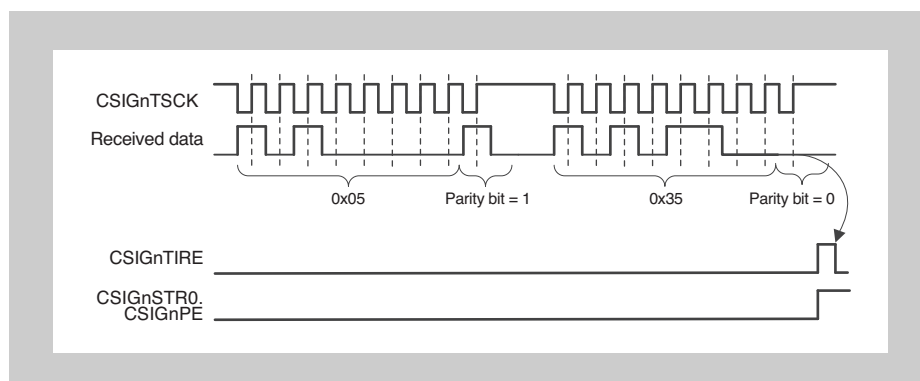 CSIGnTSCK
Received data
0x05
Parity bit = 1
0x35
Parity bit = 0
CSIGnTIRE
CSIGnSTR0.
CSIGnPE